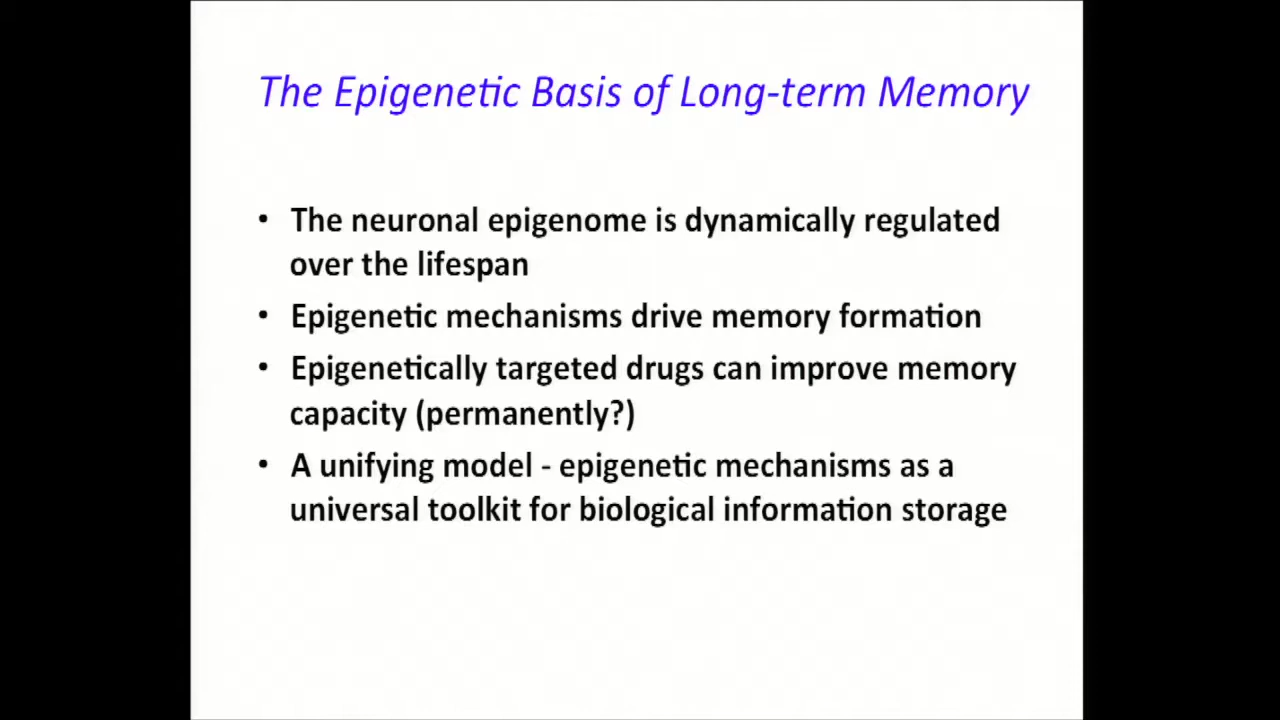 The Epigenetic Basis of Long-term Memory
• The neuronal epigenome is dynamically regulated
over the lifespan
• Epigenetic mechanisms drive memory formation
• Epigenetically targeted drugs can improve memory
capacity (permanently?)
• A unifying model - epigenetic mechanisms as a
universal toolkit for biological information storage